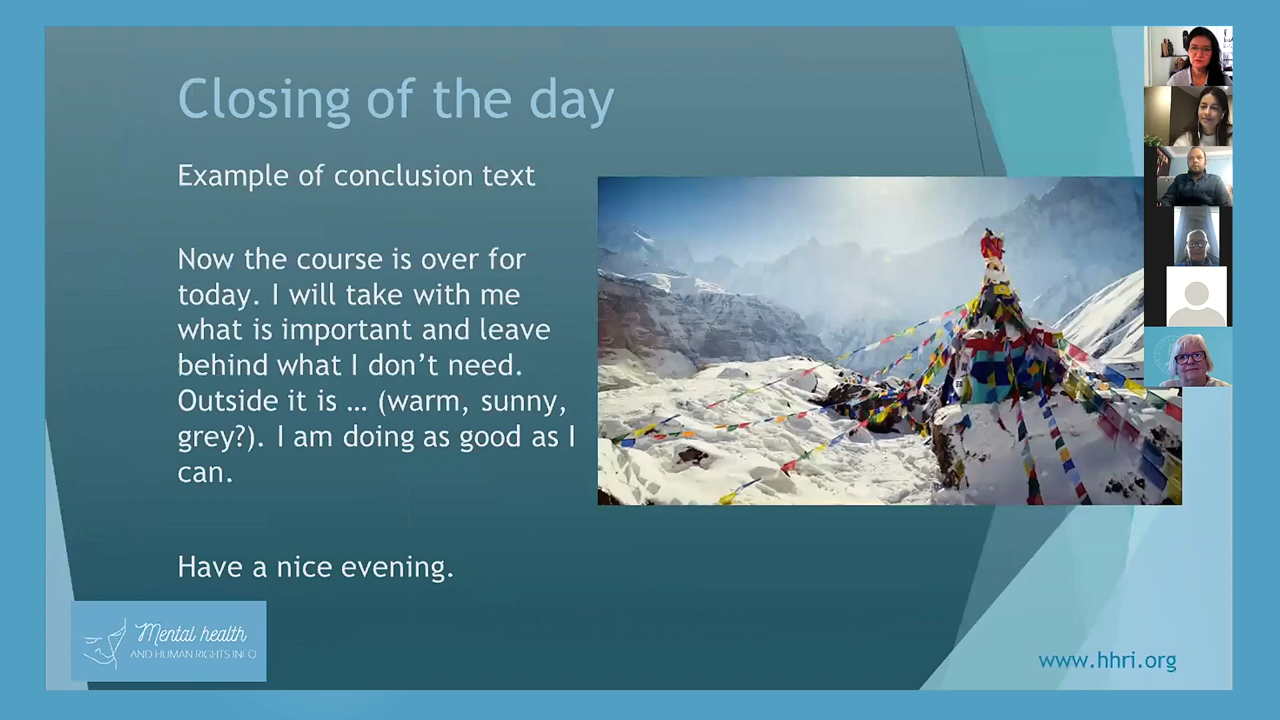 Closing of the day
Example of conclusion text
Now the course is over for
today. I will take with me
what is important and leave
behind what I don’t need.
Outside it is … (warm, sunny,
grey?). I am doing as good as I
can.
Have a nice evening.
Mental health
AND HUMAN RIGHTS INFO
www.hhri.org